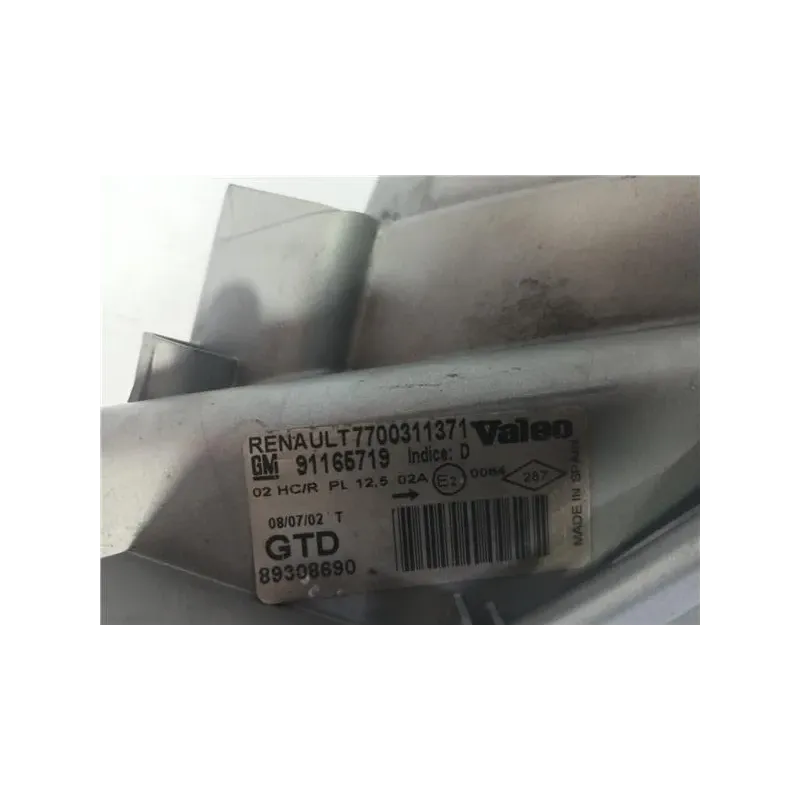 RENAULT7700311371 Valeo
GM 91165719 Indice: D
02 HC/R PL 12,5 02A E2 0084 287
MADE IN SPAIN
08/07/02 T
GTD
89308690